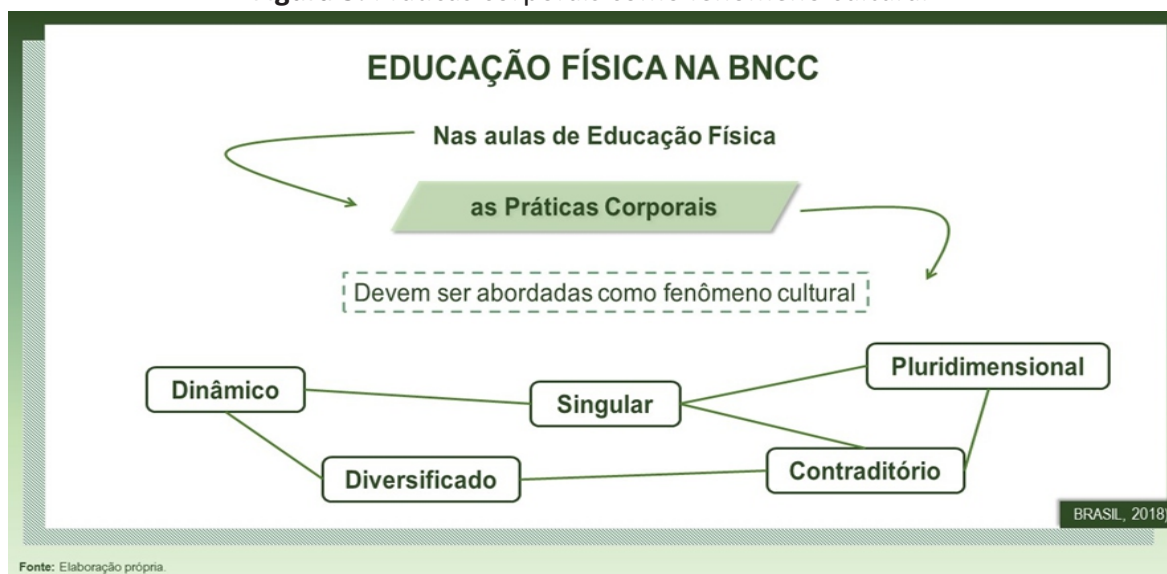 EDUCAÇÃO FÍSICA NA BNCC
Nas aulas de Educação Física
as Práticas Corporais
Devem ser abordadas como fenômeno cultural
Pluridimensional
Dinâmico
Singular
Contraditório
Diversificado
BRASIL, 2018)
Fonte: Elaboração própria.